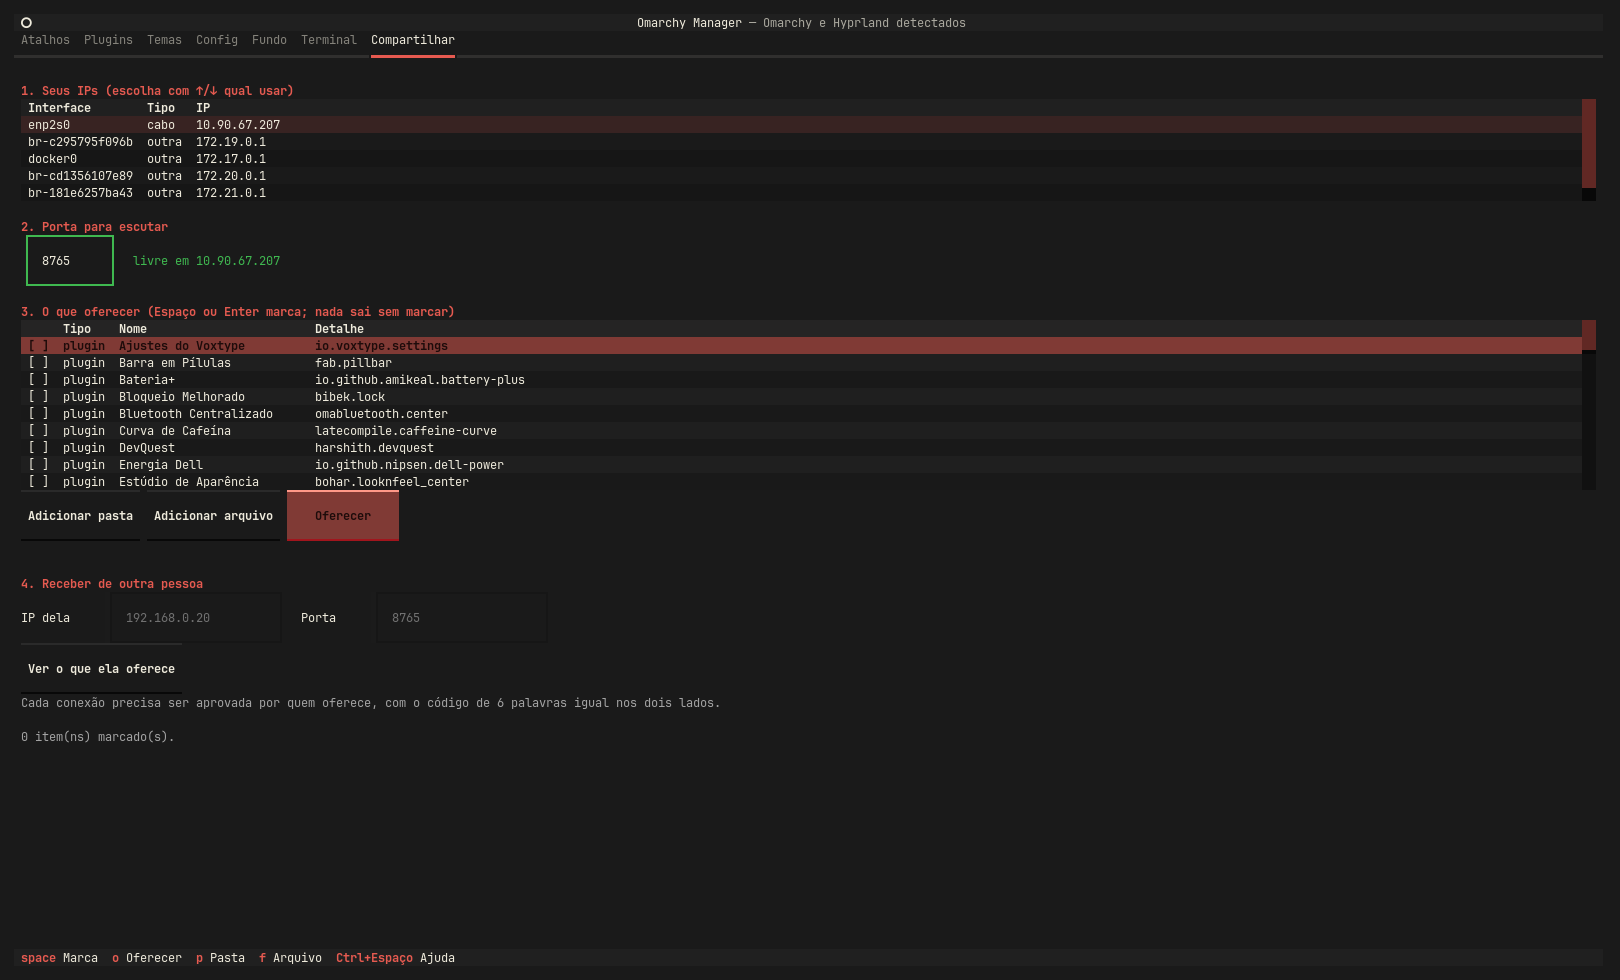 Omarchy Manager — Omarchy e Hyprland detectados
Atalhos Plugins Temas Config Fundo Terminal Compartilhar
1. Seus IPs (escolha com ↑/↓ qual usar)
Interface Tipo IP
enp2s0 cabo 10.90.67.207
br-c295795f096b outra 172.19.0.1
docker0 outra 172.17.0.1
br-cd1356107e89 outra 172.20.0.1
br-181e6257ba43 outra 172.21.0.1
2. Porta para escutar
8765 livre em 10.90.67.207
3. O que oferecer (Espaço ou Enter marca; nada sai sem marcar)
Tipo Nome Detalhe
[ ] plugin Ajustes do Voxtype io.voxtype.settings
[ ] plugin Barra em Pílulas fab.pillbar
[ ] plugin Bateria+ io.github.amikeal.battery-plus
[ ] plugin Bloqueio Melhorado bibek.lock
[ ] plugin Bluetooth Centralizado omabluetooth.center
[ ] plugin Curva de Cafeína latecompile.caffeine-curve
[ ] plugin DevQuest harshith.devquest
[ ] plugin Energia Dell io.github.nipsen.dell-power
[ ] plugin Estúdio de Aparência bohar.looknfeel_center
Adicionar pasta Adicionar arquivo Oferecer
4. Receber de outra pessoa
IP dela 192.168.0.20 Porta 8765
Ver o que ela oferece
Cada conexão precisa ser aprovada por quem oferece, com o código de 6 palavras igual nos dois lados.
0 item(ns) marcado(s).
space Marca o Oferecer p Pasta f Arquivo Ctrl+Espaço Ajuda